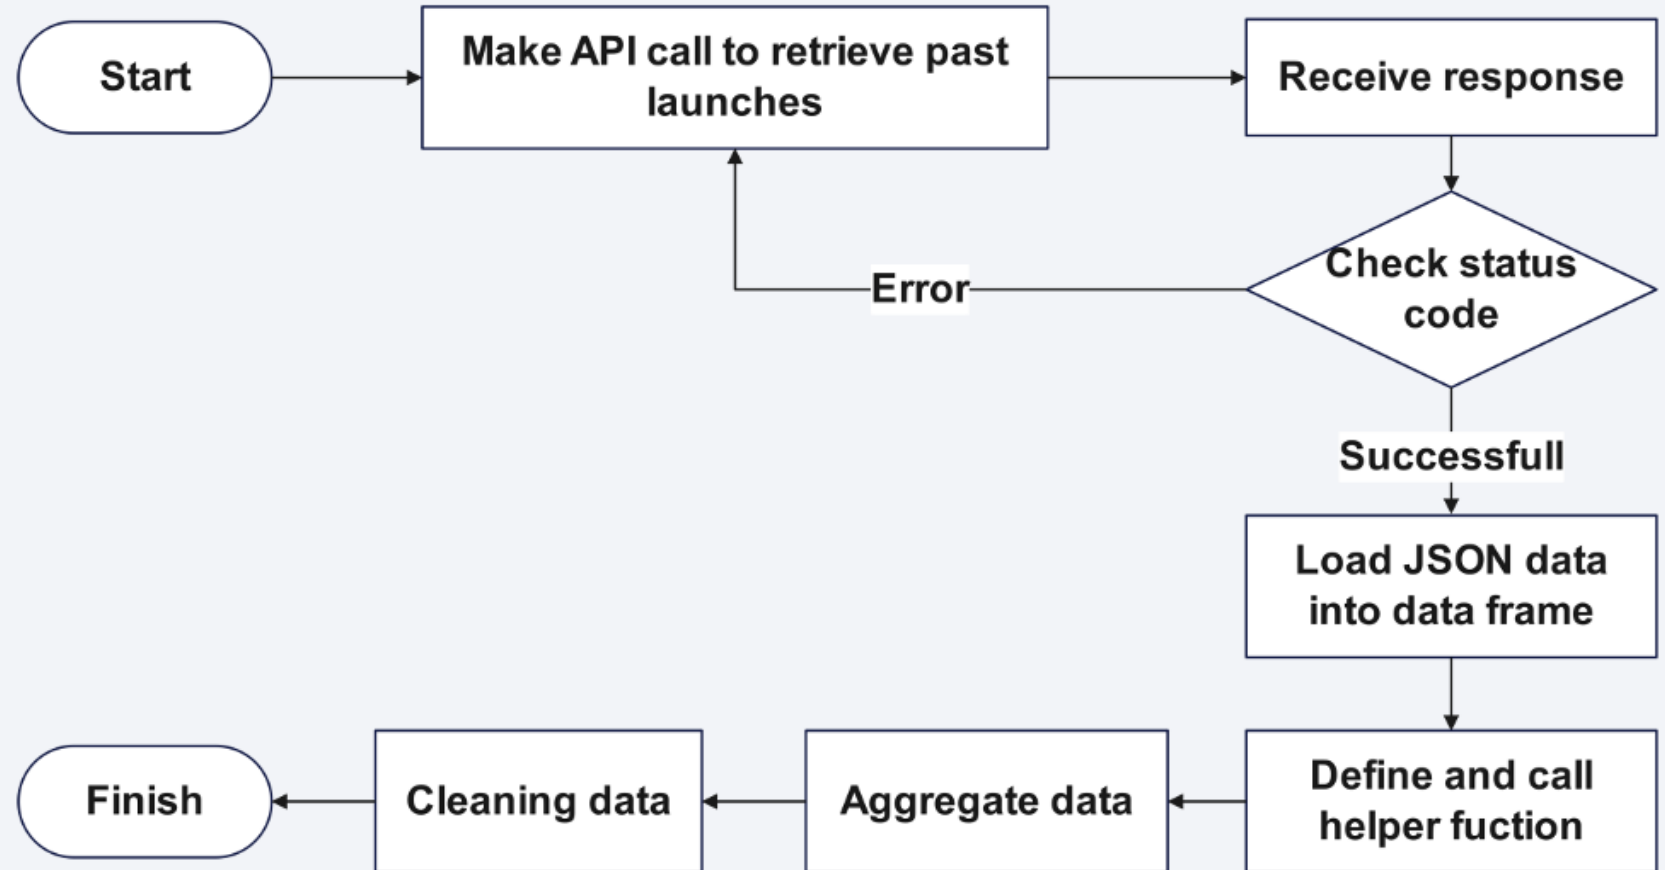 Start
Make API call to retrieve past
launches
Receive response
Check status
code
Error
Successfull
Load JSON data
into data frame
Define and call
helper fuction
Aggregate data
Cleaning data
Finish